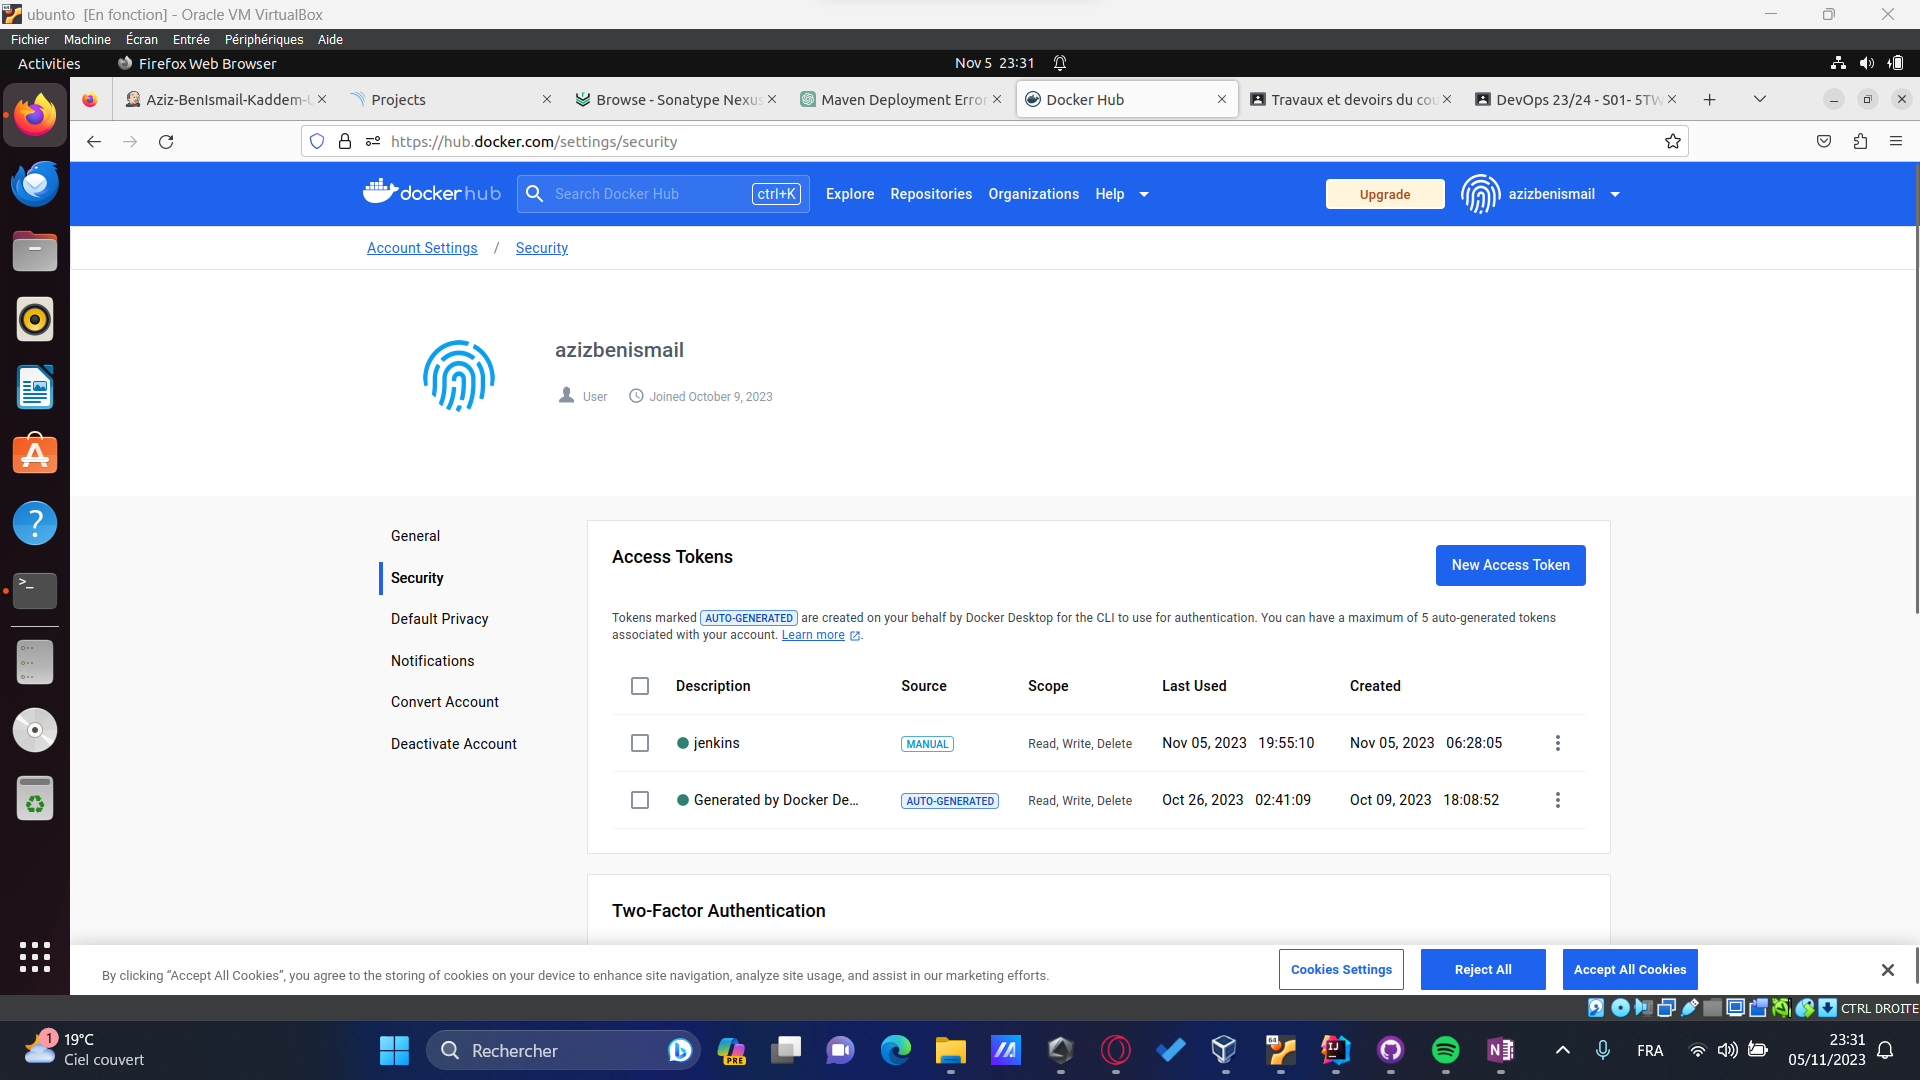 ubunto [En fonction] - Oracle VM VirtualBox
Fichier Machine Écran Entrée Périphériques Aide
Activities Firefox Web Browser Nov 5 23:31
Aziz-BenIsmail-Kaddem- Projects Browse - Sonatype Nexus Maven Deployment Error Docker Hub Travaux et devoirs du cou DevOps 23/24 - S01- 5TW
https://hub.docker.com/settings/security
docker hub Search Docker Hub ctrl+K Explore Repositories Organizations Help Upgrade azizbenismail
Account Settings / Security
azizbenismail
User Joined October 9, 2023
General
Security
Default Privacy
Notifications
Convert Account
Deactivate Account
Access Tokens
New Access Token
Tokens marked AUTO-GENERATED are created on your behalf by Docker Desktop for the CLI to use for authentication. You can have a maximum of 5 auto-generated tokens
associated with your account. Learn more .
Description Source Scope Last Used Created
jenkins MANUAL Read, Write, Delete Nov 05, 2023 19:55:10 Nov 05, 2023 06:28:05
Generated by Docker De... AUTO-GENERATED Read, Write, Delete Oct 26, 2023 02:41:09 Oct 09, 2023 18:08:52
Two-Factor Authentication
By clicking “Accept All Cookies”, you agree to the storing of cookies on your device to enhance site navigation, analyze site usage, and assist in our marketing efforts.
Cookies Settings Reject All Accept All Cookies
CTRL DROITE
1 19°C
Ciel couvert
Rechercher
PRE
64
IJ
N
FRA
23:31
05/11/2023